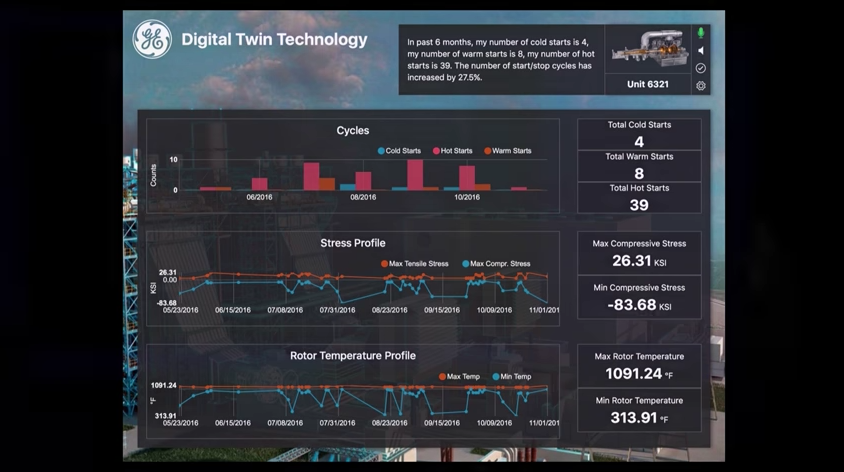 GE
Digital Twin Technology
In past 6 months, my number of cold starts is 4,
my number of warm starts is 8, my number of hot
starts is 39. The number of start/stop cycles has
increased by 27.5%.
Unit 6321
Cycles
Cold Starts Hot Starts Warm Starts
Counts
10
0
06/2016 08/2016 10/2016
Total Cold Starts
4
Total Warm Starts
8
Total Hot Starts
39
Stress Profile
Max Tensile Stress Max Compr. Stress
KSI
26.31
0.00
-83.68
05/23/2016 06/15/2016 07/08/2016 07/31/2016 08/23/2016 09/15/2016 10/09/2016 11/01/201
Max Compressive Stress
26.31 KSI
Min Compressive Stress
-83.68 KSI
Rotor Temperature Profile
Max Temp Min Temp
°F
1091.24
313.91
05/23/2016 06/15/2016 07/08/2016 07/31/2016 08/23/2016 09/15/2016 10/09/2016 11/01/201
Max Rotor Temperature
1091.24 °F
Min Rotor Temperature
313.91 °F